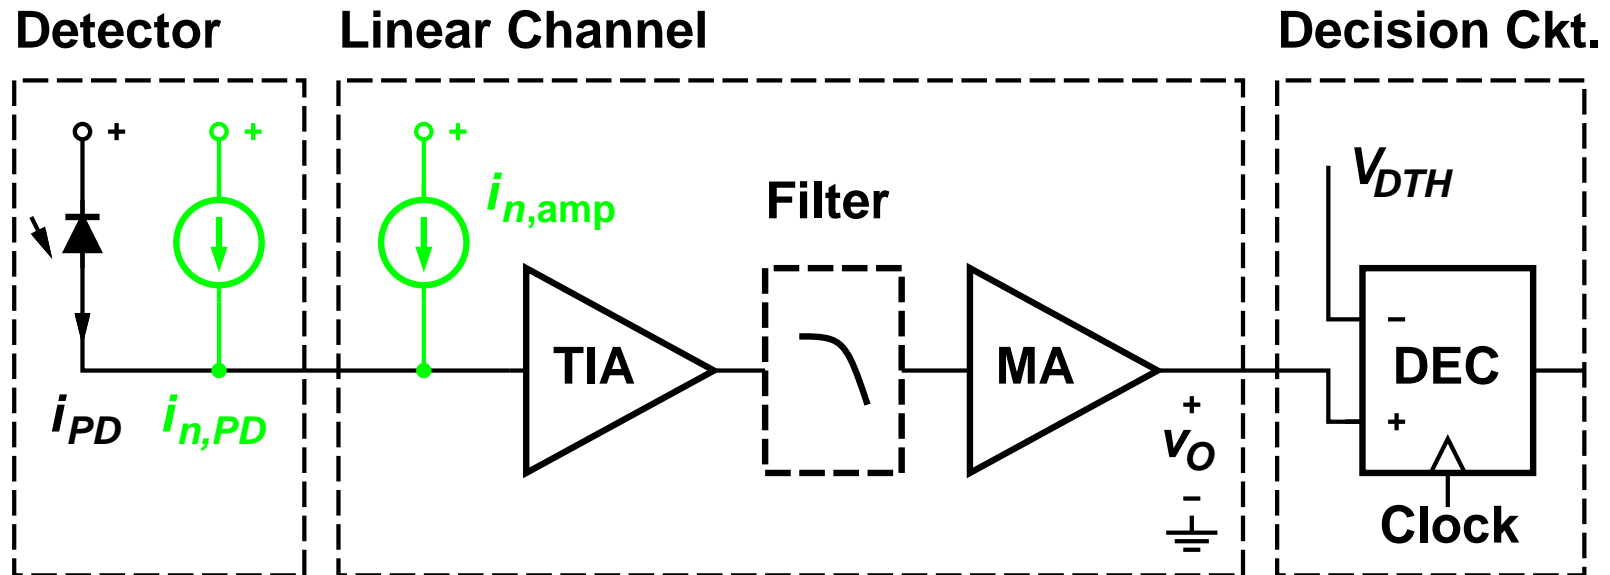 Detector
Linear Channel
Decision Ckt.
+
+
+
V_DTH
i_n,amp
Filter
−
TIA
MA
DEC
i_PD
i_n,PD
+
v_O
−
+
Clock